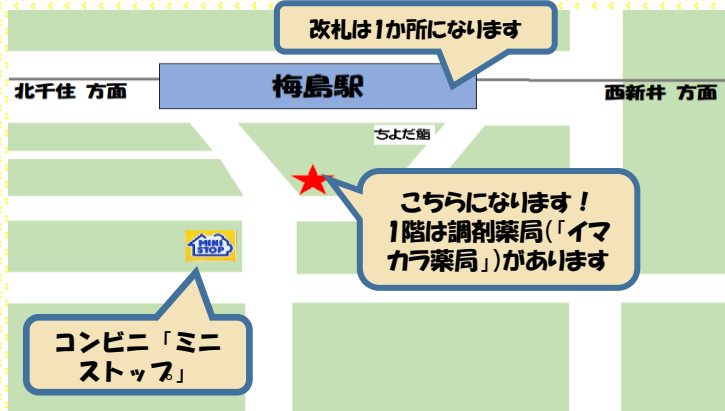 改札は1か所になります
北千住 方面
梅島駅
西新井 方面
ちよだ鮨
こちらになります！
1階は調剤薬局(「イマ
カラ薬局」)があります
MINI
STOP
コンビニ「ミニ
ストップ」